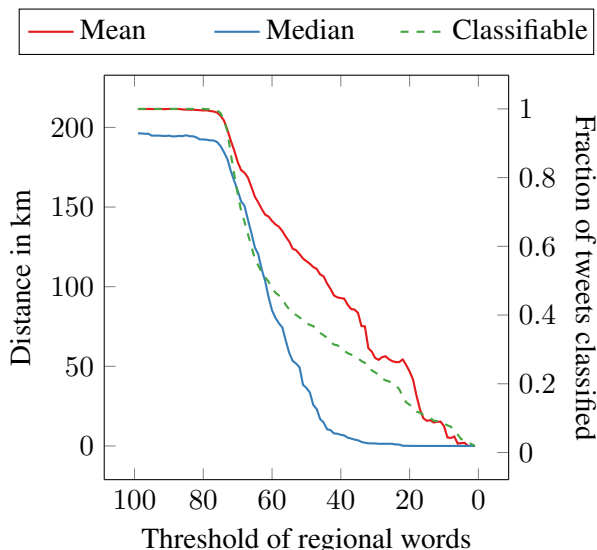 Mean Median Classifiable
Distance in km
200
150
100
50
0
1
0.8
0.6
0.4
0.2
0
Fraction of tweets classified
100 80 60 40 20 0
Threshold of regional words